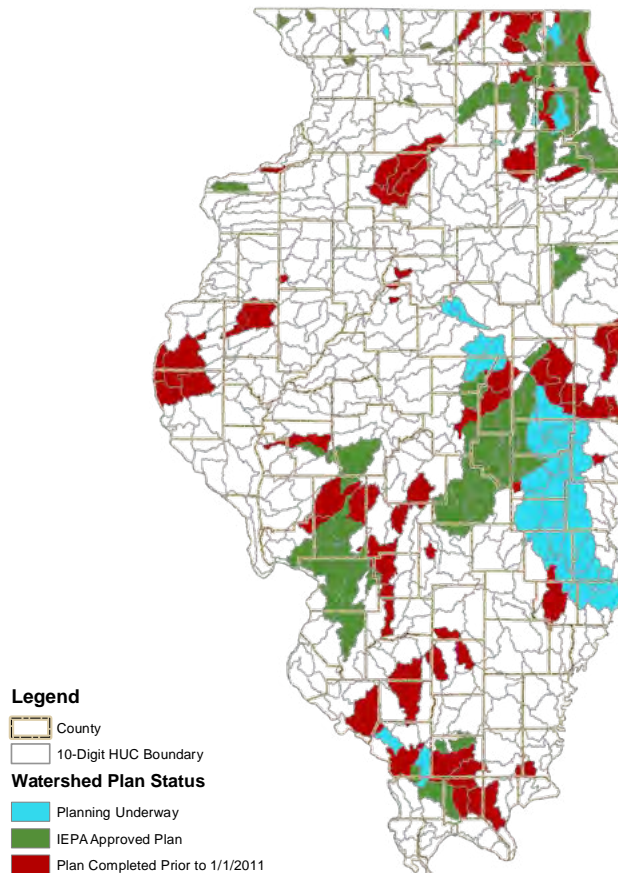 Legend
County
10-Digit HUC Boundary
Watershed Plan Status
Planning Underway
IEPA Approved Plan
Plan Completed Prior to 1/1/2011